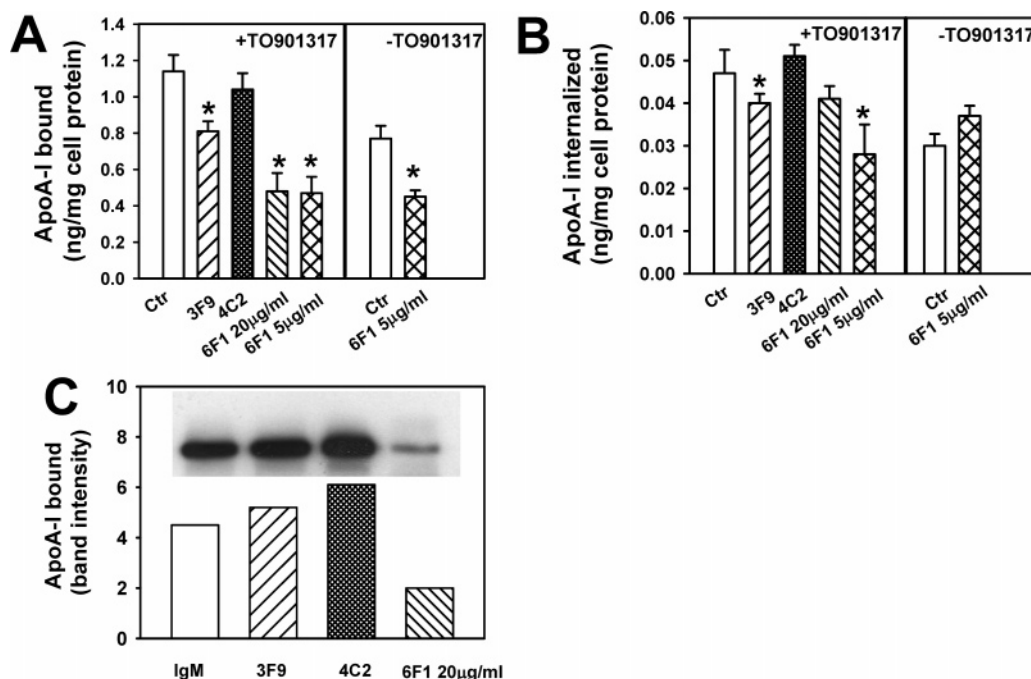 A
ApoA-I bound
(ng/mg cell protein)
1.4
1.2
1.0
0.8
0.6
0.4
0.2
0.0
+TO901317
-TO901317
*
*
*
*
Ctr
3F9
4C2
6F1 20µg/ml
6F1 5µg/ml
Ctr
6F1 5µg/ml
B
ApoA-I internalized
(ng/mg cell protein)
0.06
0.05
0.04
0.03
0.02
0.01
0.00
+TO901317
-TO901317
*
*
Ctr
3F9
4C2
6F1 20µg/ml
6F1 5µg/ml
Ctr
6F1 5µg/ml
C
ApoA-I bound
(band intensity)
10
8
6
4
2
0
IgM
3F9
4C2
6F1 20µg/ml